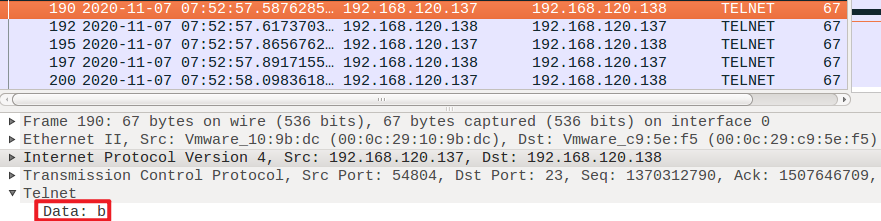 190 2020-11-07 07:52:57.5876285… 192.168.120.137 192.168.120.138 TELNET 67
192 2020-11-07 07:52:57.6173703… 192.168.120.138 192.168.120.137 TELNET 67
195 2020-11-07 07:52:57.8656762… 192.168.120.137 192.168.120.138 TELNET 67
197 2020-11-07 07:52:57.8917155… 192.168.120.138 192.168.120.137 TELNET 67
200 2020-11-07 07:52:58.0983618… 192.168.120.137 192.168.120.138 TELNET 67
Frame 190: 67 bytes on wire (536 bits), 67 bytes captured (536 bits) on interface 0
Ethernet II, Src: Vmware_10:9b:dc (00:0c:29:10:9b:dc), Dst: Vmware_c9:5e:f5 (00:0c:29:c9:5e:f5)
Internet Protocol Version 4, Src: 192.168.120.137, Dst: 192.168.120.138
Transmission Control Protocol, Src Port: 54804, Dst Port: 23, Seq: 1370312790, Ack: 1507646709,
Telnet
Data: b